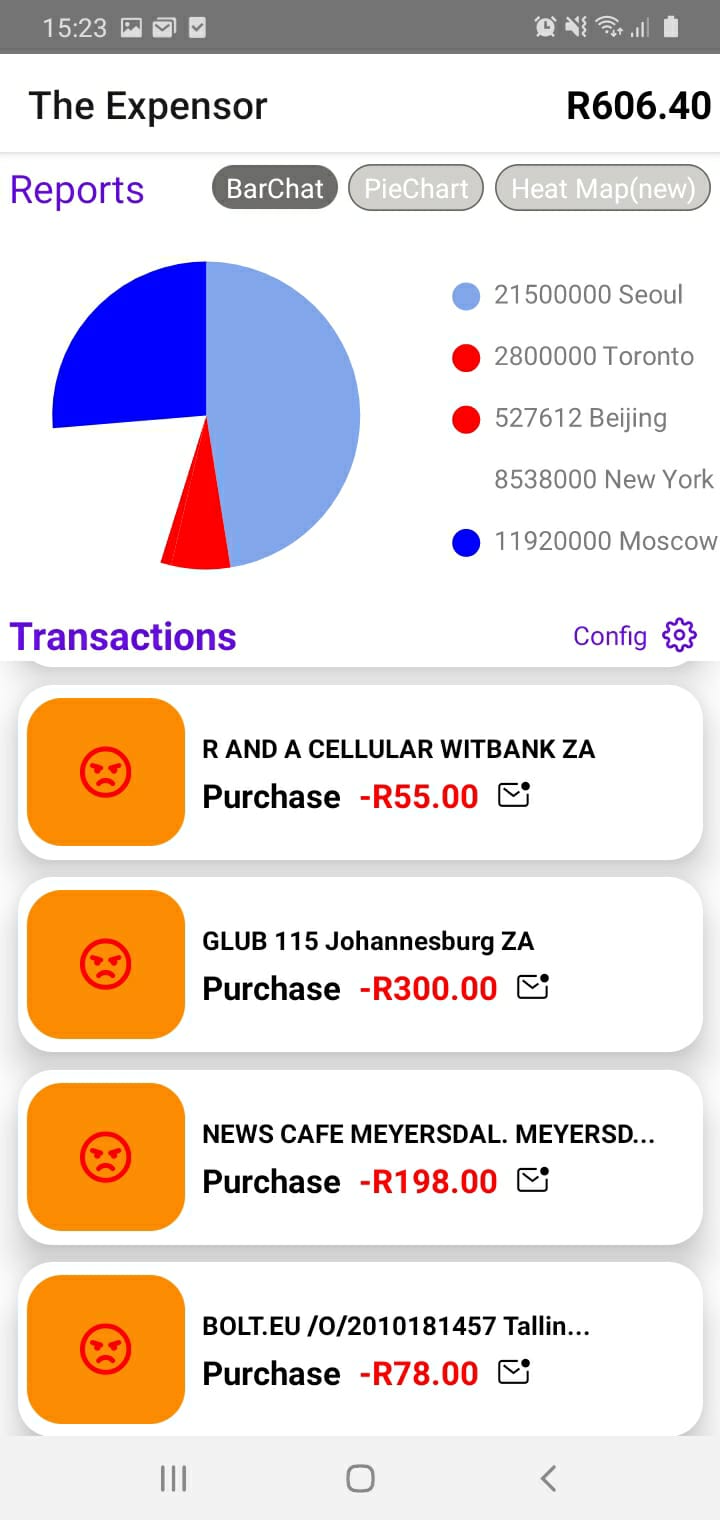 15:23
The Expensor R606.40
Reports BarChat PieChart Heat Map(new)
21500000 Seoul
2800000 Toronto
527612 Beijing
8538000 New York
11920000 Moscow
Transactions Config
R AND A CELLULAR WITBANK ZA
Purchase -R55.00
GLUB 115 Johannesburg ZA
Purchase -R300.00
NEWS CAFE MEYERSDAL. MEYERSD...
Purchase -R198.00
BOLT.EU /O/2010181457 Tallin...
Purchase -R78.00